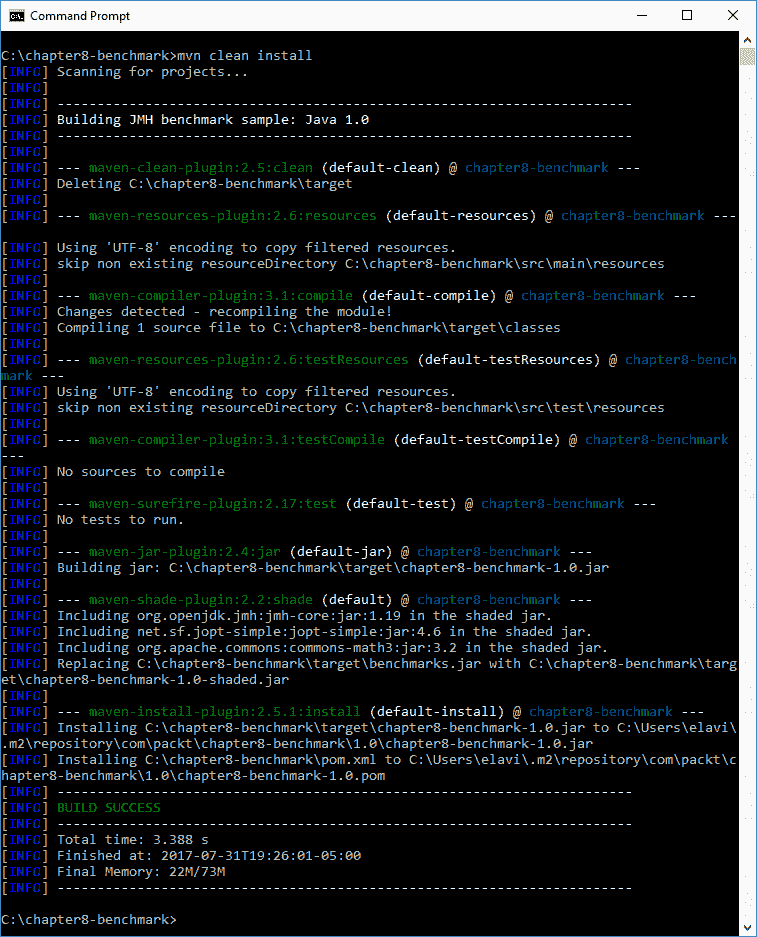 Command Prompt
C:\chapter8-benchmark>mvn clean install
[INFO] Scanning for projects...
[INFO]
[INFO] ------------------------------------------------------------------------
[INFO] Building JMH benchmark sample: Java 1.0
[INFO] ------------------------------------------------------------------------
[INFO]
[INFO] --- maven-clean-plugin:2.5:clean (default-clean) @ chapter8-benchmark ---
[INFO] Deleting C:\chapter8-benchmark\target
[INFO]
[INFO] --- maven-resources-plugin:2.6:resources (default-resources) @ chapter8-benchmark ---
[INFO] Using 'UTF-8' encoding to copy filtered resources.
[INFO] skip non existing resourceDirectory C:\chapter8-benchmark\src\main\resources
[INFO]
[INFO] --- maven-compiler-plugin:3.1:compile (default-compile) @ chapter8-benchmark ---
[INFO] Changes detected - recompiling the module!
[INFO] Compiling 1 source file to C:\chapter8-benchmark\target\classes
[INFO]
[INFO] --- maven-resources-plugin:2.6:testResources (default-testResources) @ chapter8-bench
mark ---
[INFO] Using 'UTF-8' encoding to copy filtered resources.
[INFO] skip non existing resourceDirectory C:\chapter8-benchmark\src\test\resources
[INFO]
[INFO] --- maven-compiler-plugin:3.1:testCompile (default-testCompile) @ chapter8-benchmark
---
[INFO] No sources to compile
[INFO]
[INFO] --- maven-surefire-plugin:2.17:test (default-test) @ chapter8-benchmark ---
[INFO] No tests to run.
[INFO]
[INFO] --- maven-jar-plugin:2.4:jar (default-jar) @ chapter8-benchmark ---
[INFO] Building jar: C:\chapter8-benchmark\target\chapter8-benchmark-1.0.jar
[INFO]
[INFO] --- maven-shade-plugin:2.2:shade (default) @ chapter8-benchmark ---
[INFO] Including org.openjdk.jmh:jmh-core:jar:1.19 in the shaded jar.
[INFO] Including net.sf.jopt-simple:jopt-simple:jar:4.6 in the shaded jar.
[INFO] Including org.apache.commons:commons-math3:jar:3.2 in the shaded jar.
[INFO] Replacing C:\chapter8-benchmark\target\benchmarks.jar with C:\chapter8-benchmark\targ
et\chapter8-benchmark-1.0-shaded.jar
[INFO]
[INFO] --- maven-install-plugin:2.5.1:install (default-install) @ chapter8-benchmark ---
[INFO] Installing C:\chapter8-benchmark\target\chapter8-benchmark-1.0.jar to C:\Users\elavi\
.m2\repository\com\packt\chapter8-benchmark\1.0\chapter8-benchmark-1.0.jar
[INFO] Installing C:\chapter8-benchmark\pom.xml to C:\Users\elavi\.m2\repository\com\packt\c
hapter8-benchmark\1.0\chapter8-benchmark-1.0.pom
[INFO] ------------------------------------------------------------------------
[INFO] BUILD SUCCESS
[INFO] ------------------------------------------------------------------------
[INFO] Total time: 3.388 s
[INFO] Finished at: 2017-07-31T19:26:01-05:00
[INFO] Final Memory: 22M/73M
[INFO] ------------------------------------------------------------------------
C:\chapter8-benchmark>